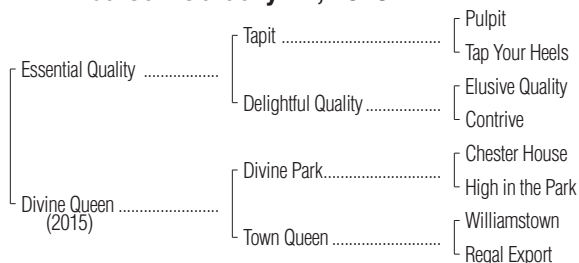 Pulpit
Tapit
Tap Your Heels
Essential Quality
Elusive Quality
Delightful Quality
Contrive
Chester House
Divine Park
High in the Park
Divine Queen
(2015)
Williamstown
Town Queen
Regal Export